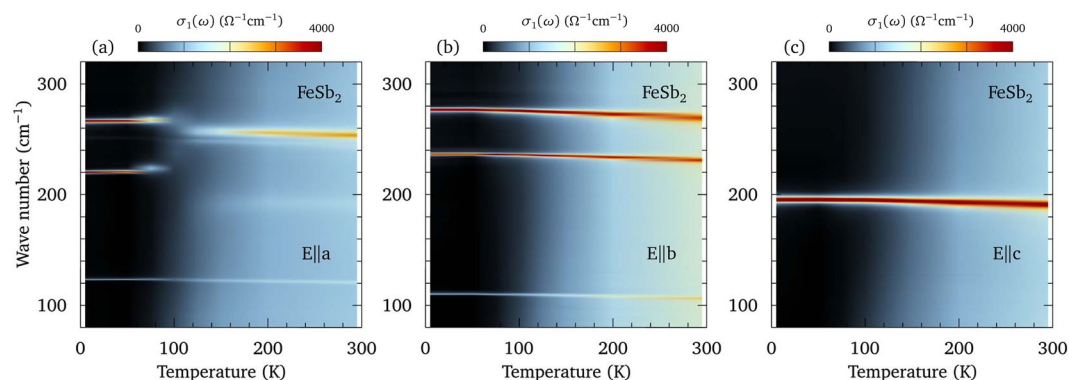 σ₁(ω) (Ω⁻¹cm⁻¹)
0 4000
(a)
FeSb₂
E||a
300
200
100
Wave number (cm⁻¹)
0 100 200 300
Temperature (K)
σ₁(ω) (Ω⁻¹cm⁻¹)
0 4000
(b)
FeSb₂
E||b
300
200
100
0 100 200 300
Temperature (K)
σ₁(ω) (Ω⁻¹cm⁻¹)
0 4000
(c)
FeSb₂
E||c
300
200
100
0 100 200 300
Temperature (K)